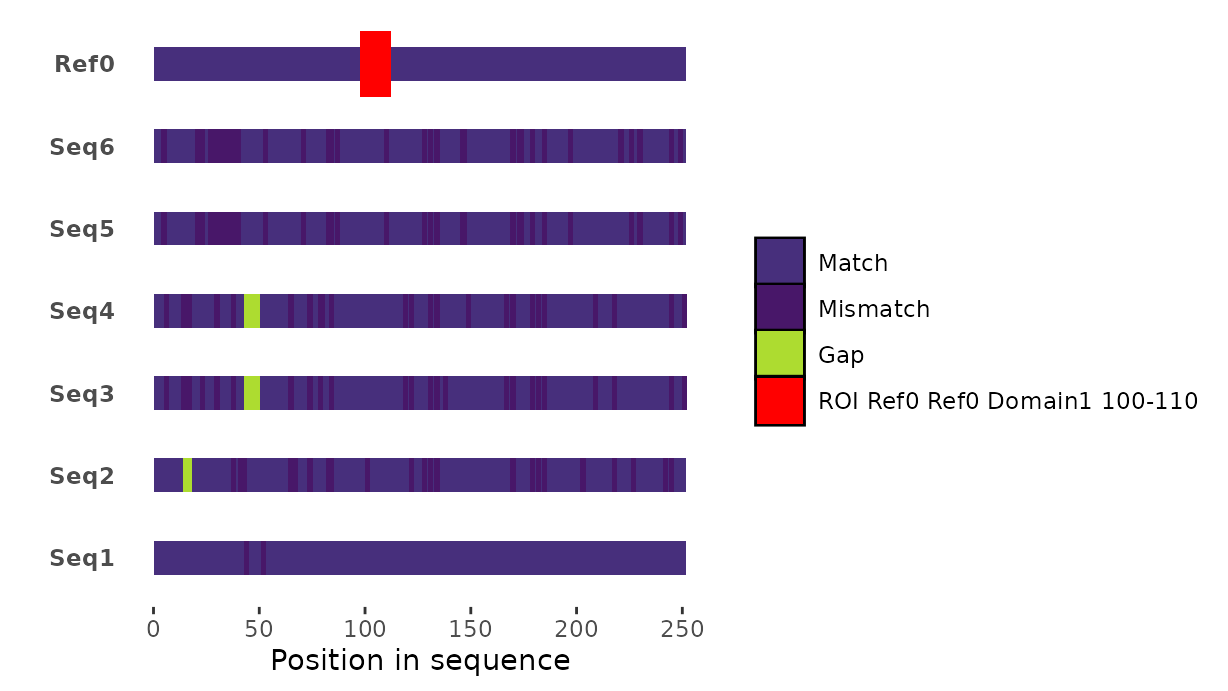 Ref0
Seq6
Seq5
Seq4
Seq3
Seq2
Seq1
0 50 100 150 200 250
Position in sequence
Match
Mismatch
Gap
ROI Ref0 Ref0 Domain1 100-110